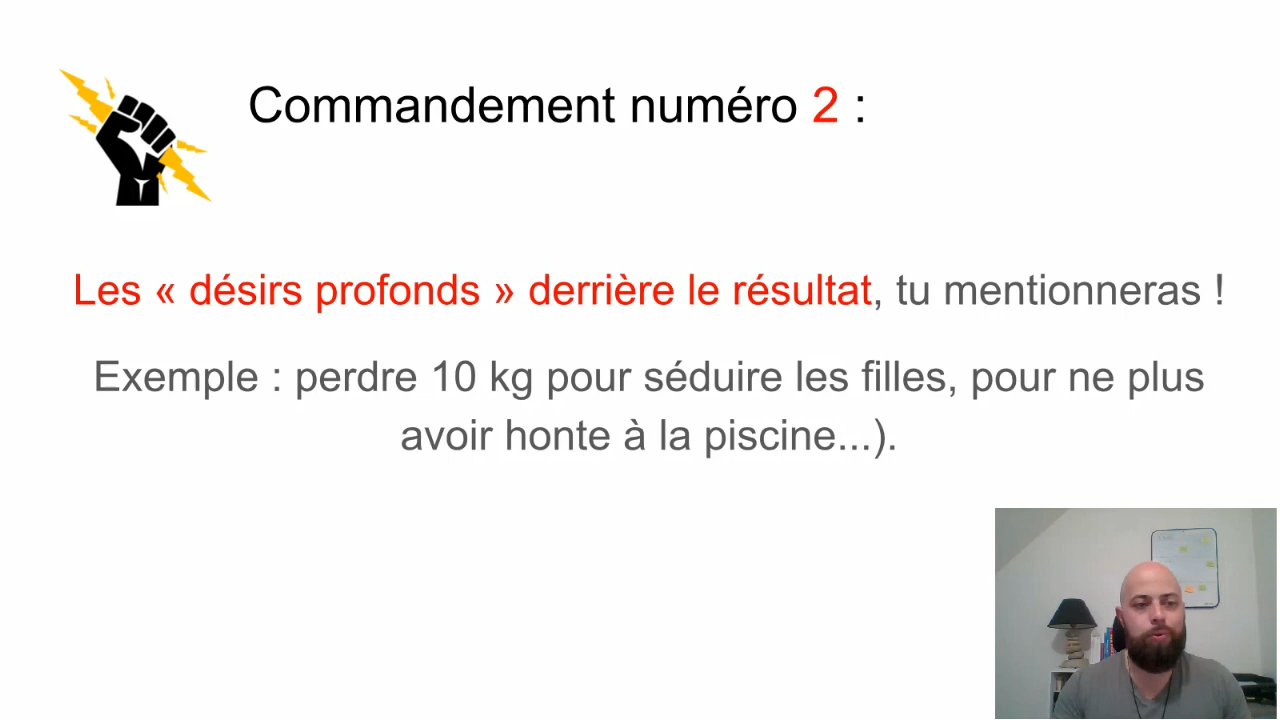 Commandement numéro 2 :
Les « désirs profonds » derrière le résultat, tu mentionneras !
Exemple : perdre 10 kg pour séduire les filles, pour ne plus
avoir honte à la piscine...).